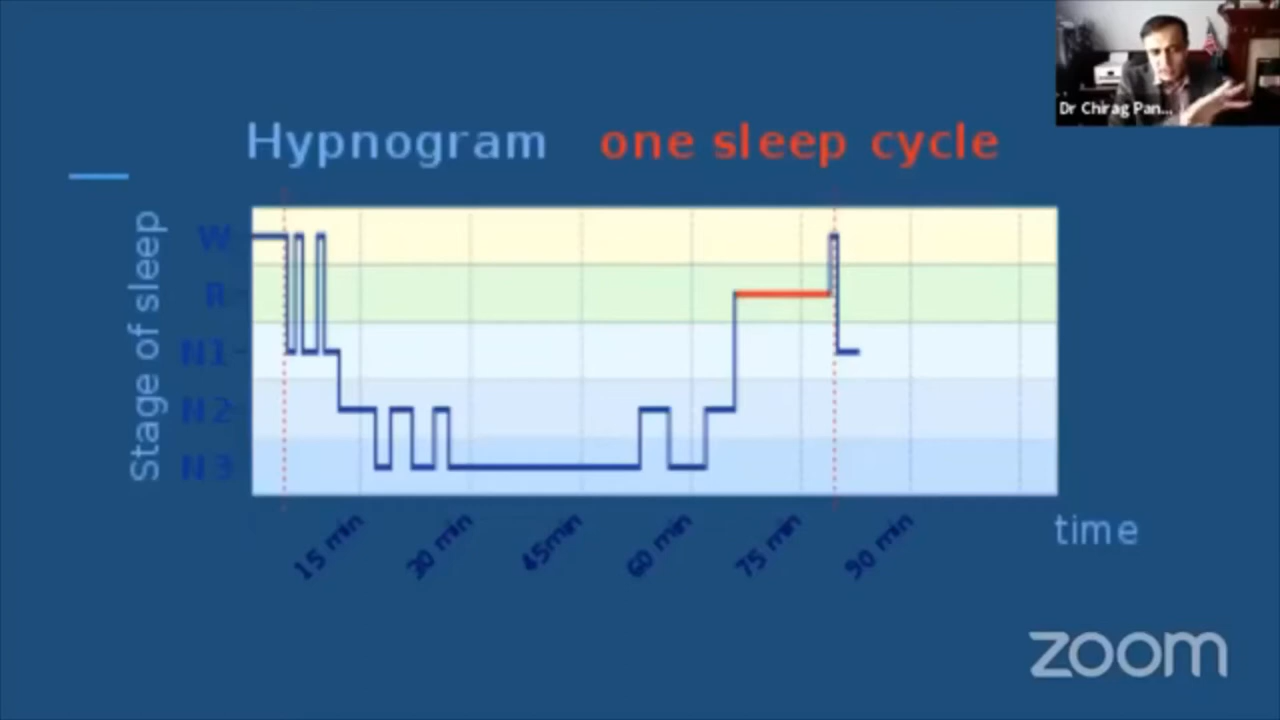 Dr Chirag Pan...
Hypnogram one sleep cycle
Stage of sleep
W
R
N1
N2
N3
15 min
30 min
45min
60 min
75 min
90 min
time
zoom